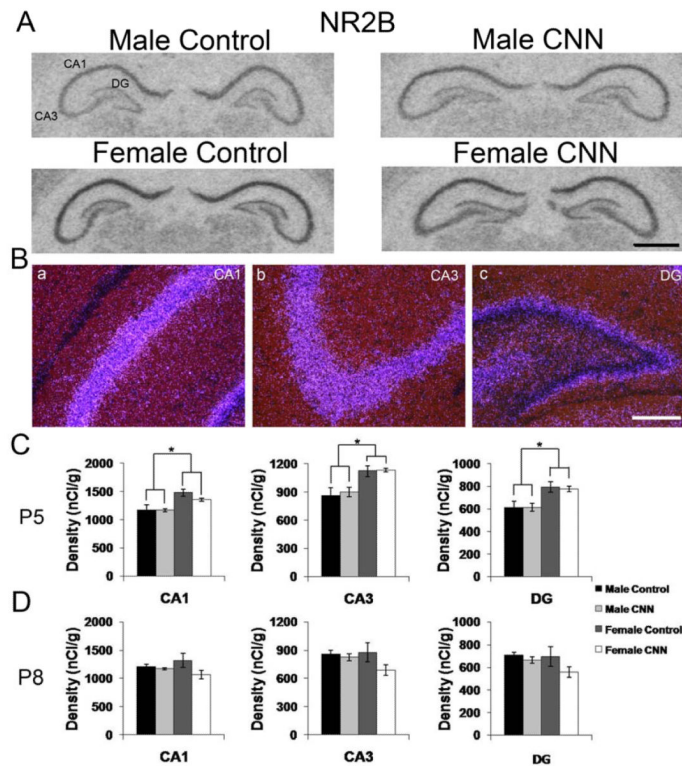 A
NR2B
Male Control
Male CNN
CA1
DG
CA3
Female Control
Female CNN
B
a
CA1
b
CA3
c
DG
C
P5
Density (nCI/g)
2000
1500
1000
500
0
*
CA1
Density (nCI/g)
1200
900
600
300
0
*
CA3
Density (nCI/g)
1000
800
600
400
200
0
*
DG
Male Control
Male CNN
Female Control
Female CNN
D
P8
Density (nCI/g)
2000
1500
1000
500
0
CA1
Density (nCI/g)
1200
900
600
300
0
CA3
Density (nCI/g)
1000
800
600
400
200
0
DG